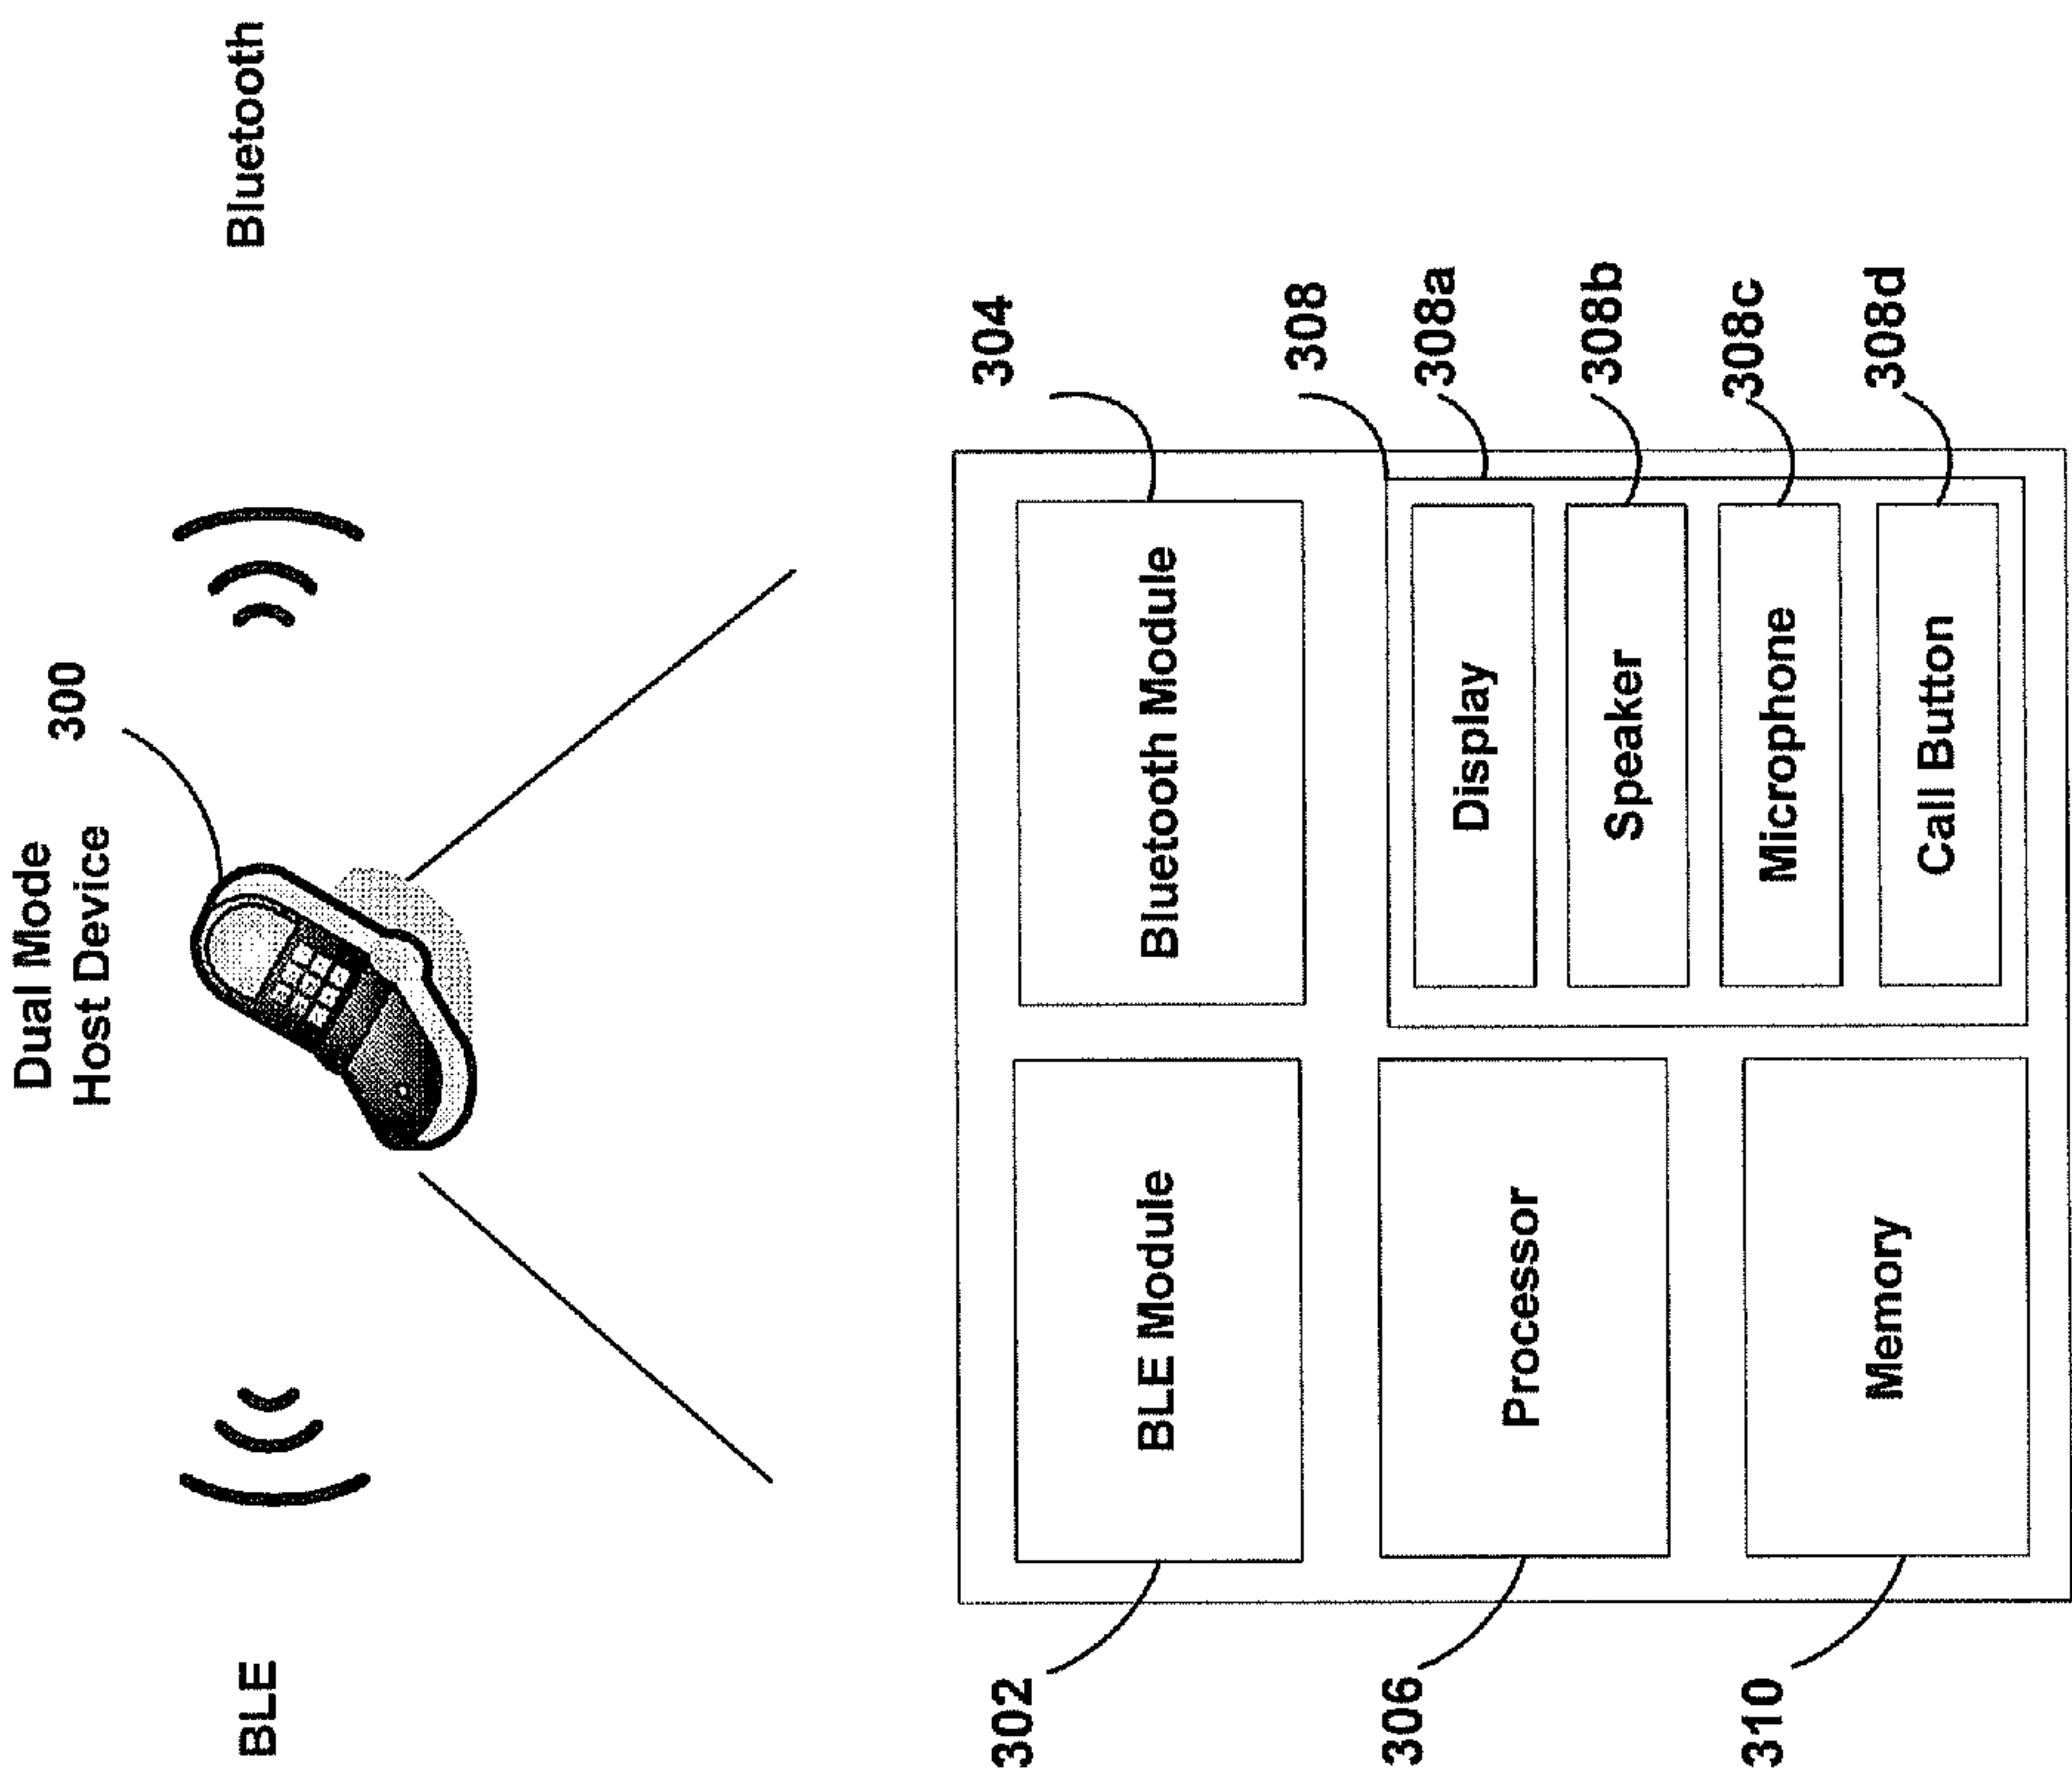 Dual Mode
Host Device
300
BLE
Bluetooth
302
BLE Module
Bluetooth Module
304
306
Processor
308
Display
308a
Speaker
308b
310
Memory
Microphone
308c
Call Button
308d